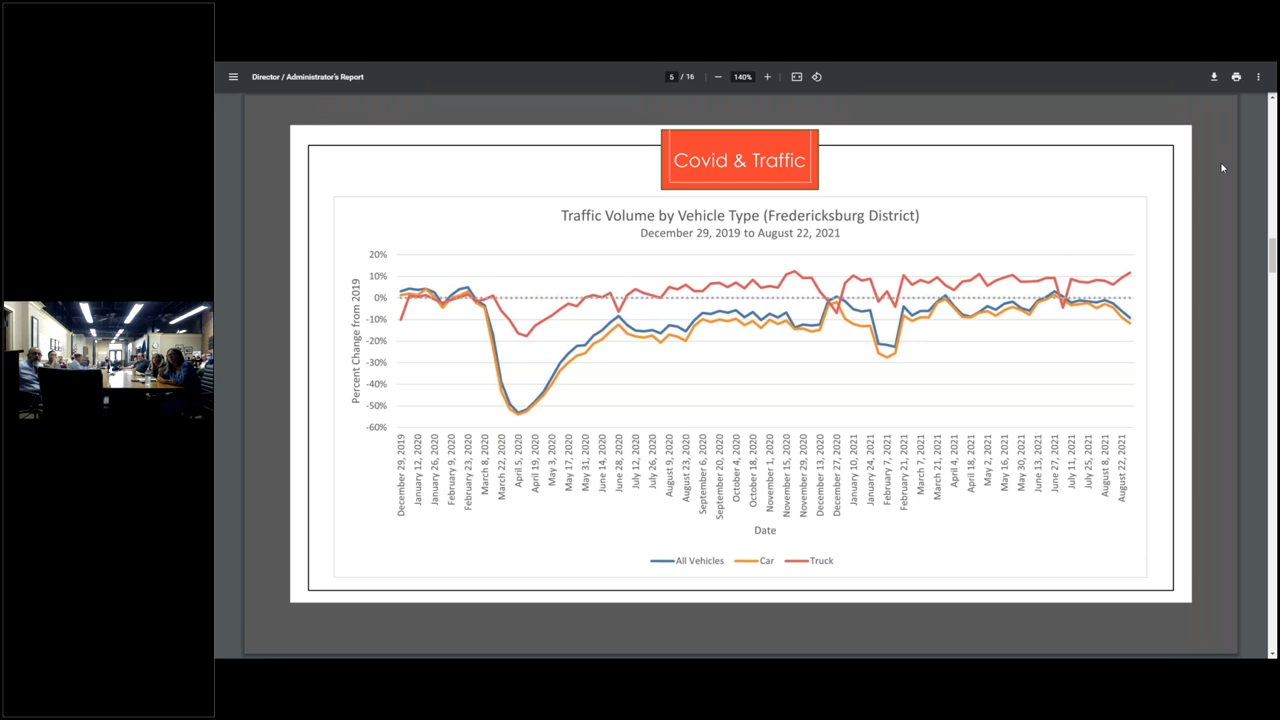 Director / Administrator's Report
5 / 16
140%
Covid & Traffic
Traffic Volume by Vehicle Type (Fredericksburg District)
December 29, 2019 to August 22, 2021
Percent Change from 2019
20%
10%
0%
-10%
-20%
-30%
-40%
-50%
-60%
December 29, 2019
January 12, 2020
January 26, 2020
February 9, 2020
February 23, 2020
March 8, 2020
March 22, 2020
April 5, 2020
April 19, 2020
May 3, 2020
May 17, 2020
May 31, 2020
June 14, 2020
June 28, 2020
July 12, 2020
July 26, 2020
August 9, 2020
August 23, 2020
September 6, 2020
September 20, 2020
October 4, 2020
October 18, 2020
November 1, 2020
November 15, 2020
November 29, 2020
December 13, 2020
December 27, 2020
January 10, 2021
January 24, 2021
February 7, 2021
February 21, 2021
March 7, 2021
March 21, 2021
April 4, 2021
April 18, 2021
May 2, 2021
May 16, 2021
May 30, 2021
June 13, 2021
June 27, 2021
July 11, 2021
July 25, 2021
August 8, 2021
August 22, 2021
Date
All Vehicles
Car
Truck